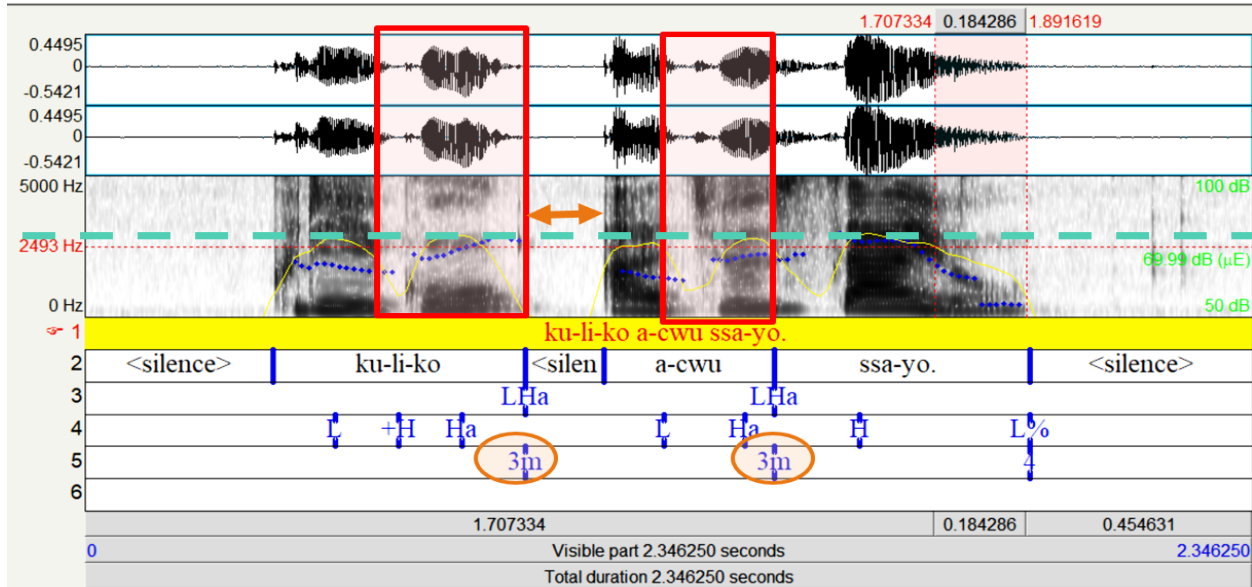 1.707334 0.184286 1.891619
0.4495
0
-0.5421
0.4495
0
-0.5421
5000 Hz 100 dB
2493 Hz 69.99 dB (µE)
0 Hz 50 dB
☞ 1 ku-li-ko a-cwu ssa-yo.
2 <silence> ku-li-ko <silen a-cwu ssa-yo. <silence>
3 LHa LHa
4 L +H Ha L Ha H L%
5 3m 3m 4
6
1.707334 0.184286 0.454631
0 Visible part 2.346250 seconds 2.346250
Total duration 2.346250 seconds